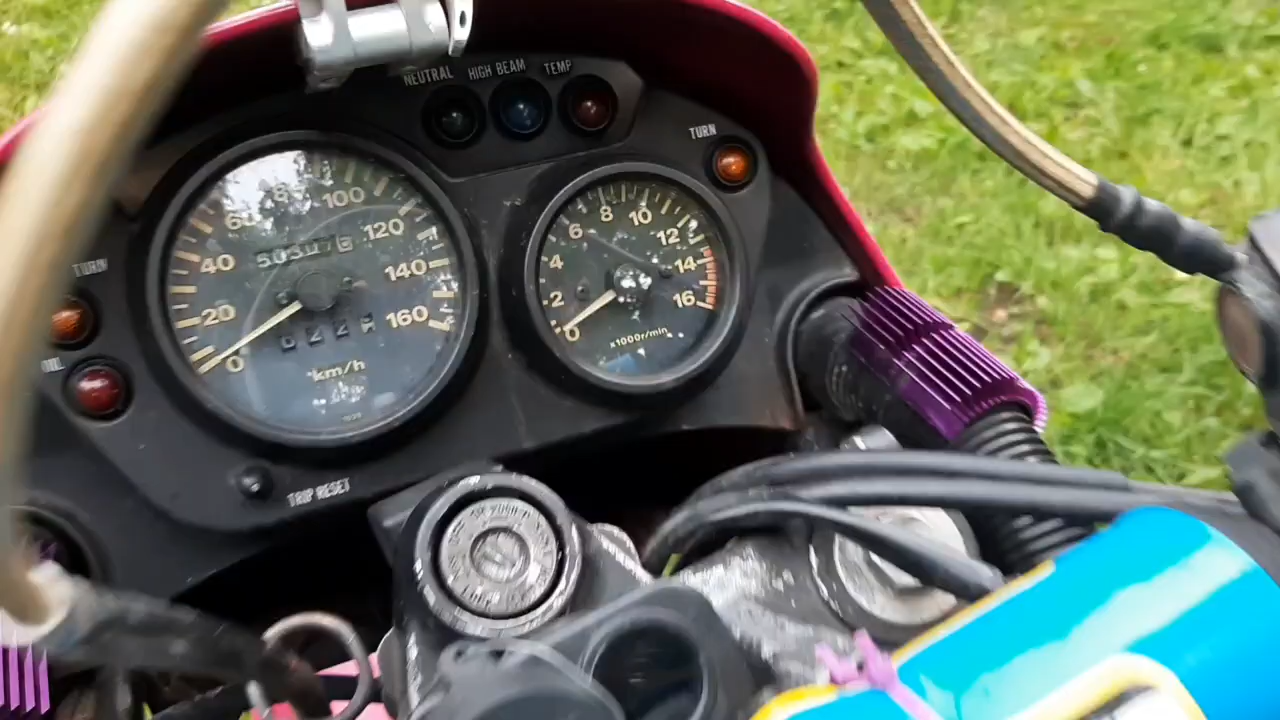 NEUTRAL HIGH BEAM TEMP
TURN
TURN
OIL
0 20 40 60 8 100 120 140 160
km/h
0 2 4 6 8 10 12 14 16
x1000r/min
TRIP RESET